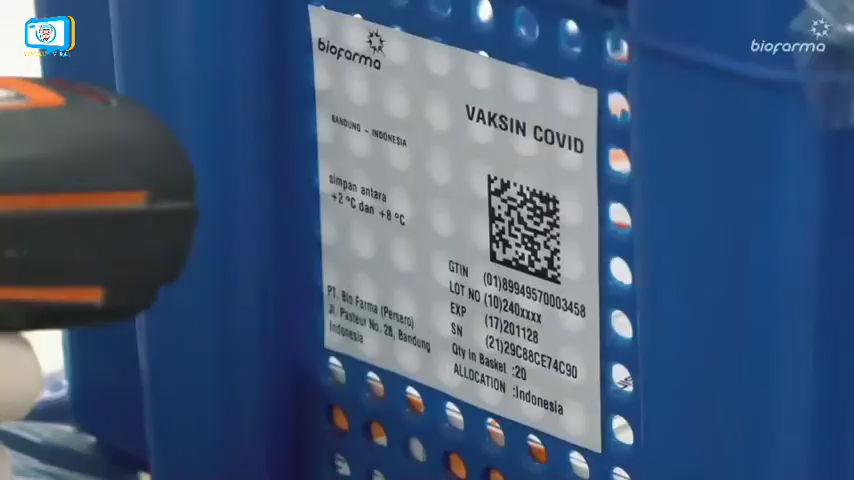 biofarma
biofarma
BANDUNG - INDONESIA
VAKSIN COVID
simpan antara
+2 °C dan +8 °C
GTIN (01)89949570003458
LOT NO (10)240xxxx
EXP (17)201128
SN (21)29C88CE74C90
Qty in Basket :20
ALLOCATION :Indonesia
PT. Bio Farma (Persero)
Jl. Pasteur No. 28, Bandung
Indonesia